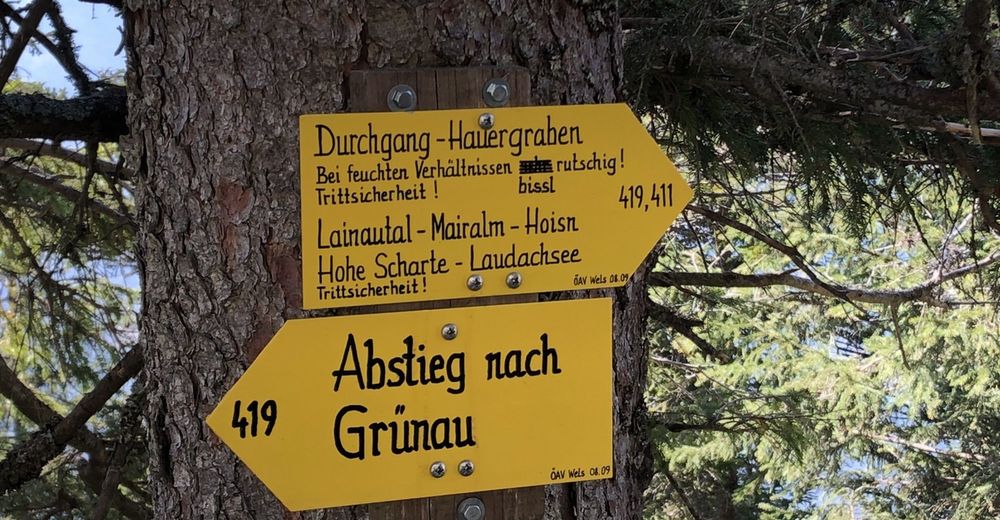 Durchgang - Hauergraben
Bei feuchten Verhältnissen rutschig!
bissl
Trittsicherheit!
419, 411
Lainautal - Mairalm - Hoisn
Hohe Scharte - Laudachsee
Trittsicherheit!
ÖAV Wels 08.09
Abstieg nach
419
Grünau
ÖAV Wels 08.09